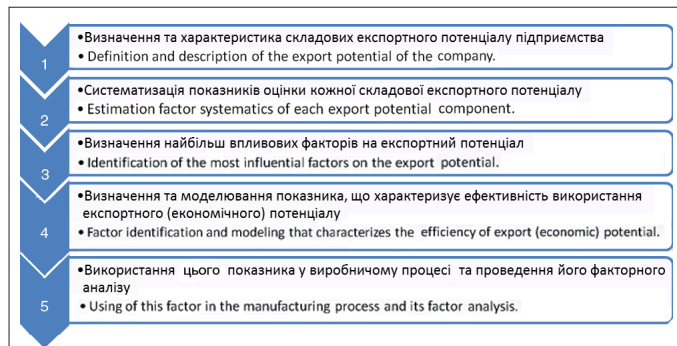 1
•Визначення та характеристика складових експортного потенціалу підприємства
• Definition and description of the export potential of the company.
2
•Систематизація показників оцінки кожної складової експортного потенціалу
• Estimation factor systematics of each export potential component.
3
•Визначення найбільш впливових факторів на експортний потенціал
• Identification of the most influential factors on the export potential.
4
•Визначення та моделювання показника, що характеризує ефективність використання
експортного (економічного) потенціалу
• Factor identification and modeling that characterizes the efficiency of export (economic) potential.
5
•Використання цього показника у виробничому процесі та проведення його факторного
аналізу
• Using of this factor in the manufacturing process and its factor analysis.